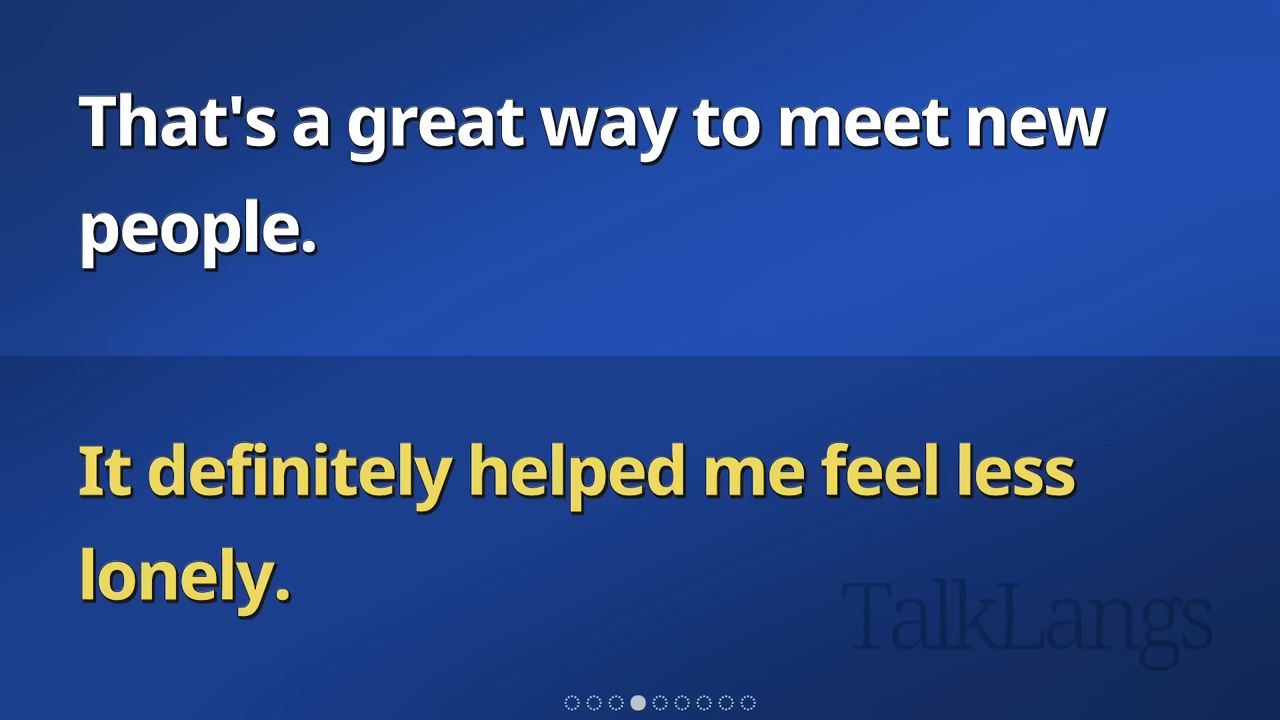 That's a great way to meet new
people.
It definitely helped me feel less
lonely.
TalkLangs